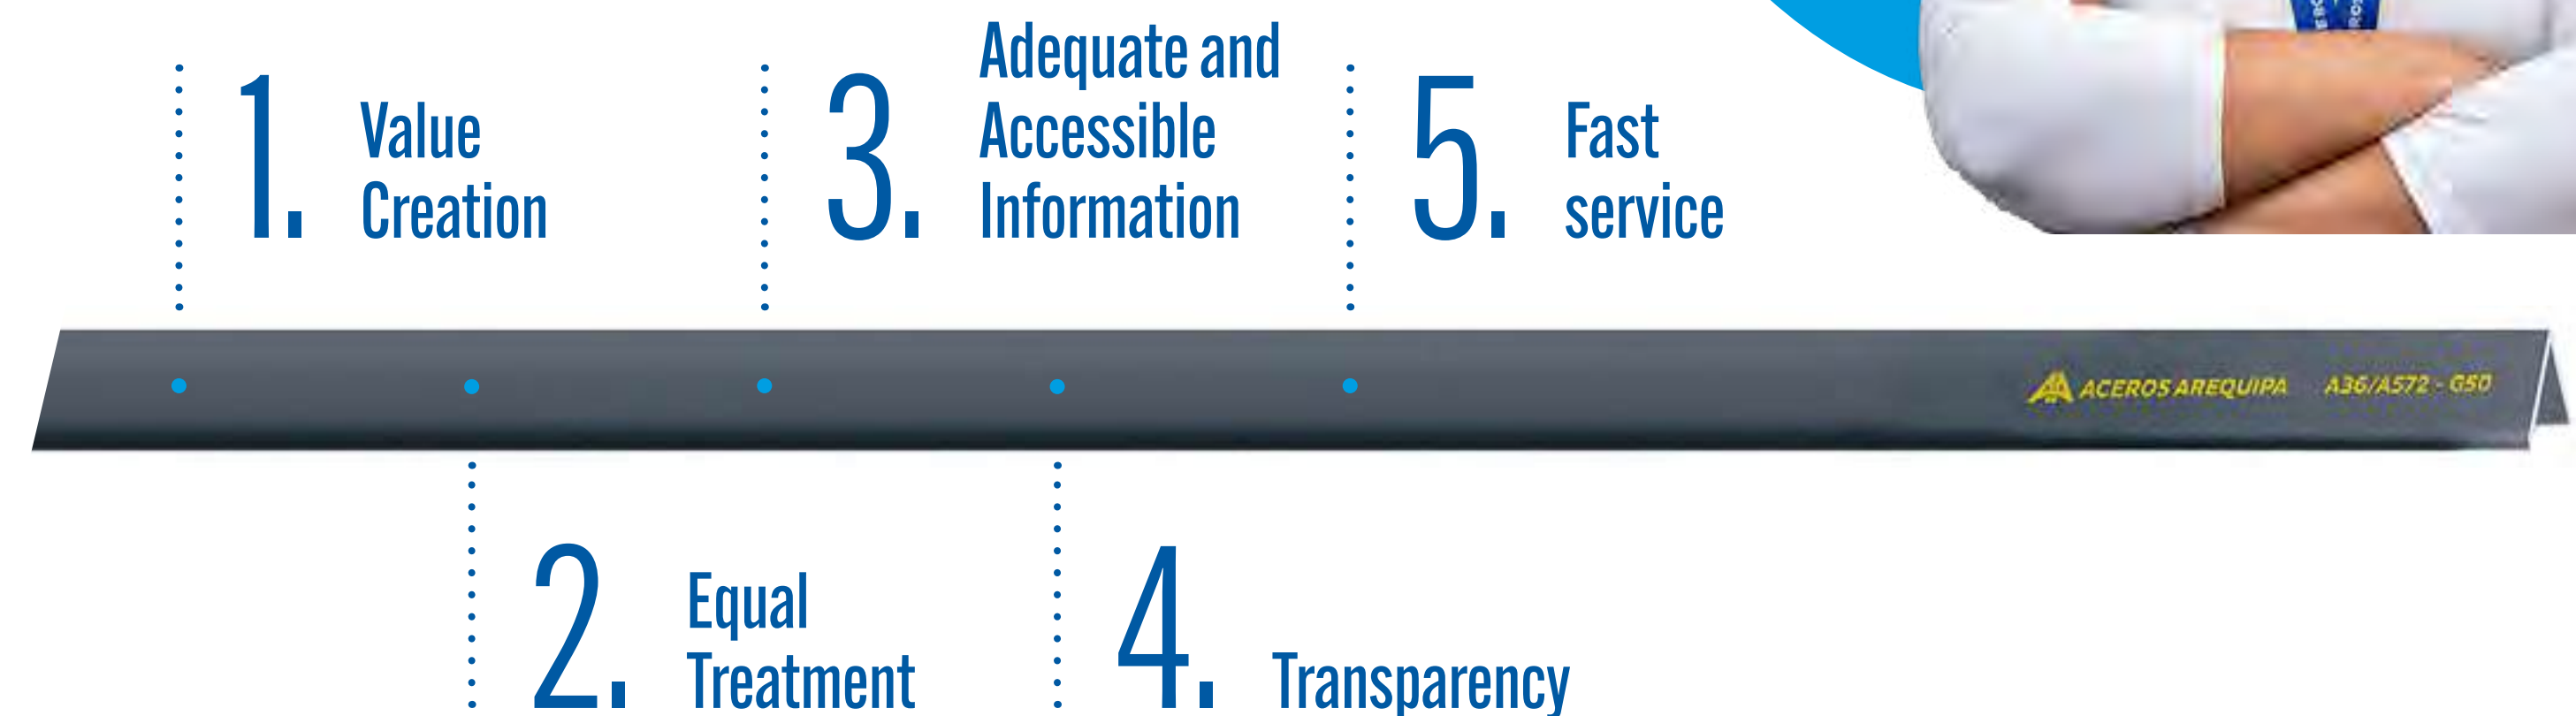 1. Value
Creation
2. Equal
Treatment
3. Adequate and
Accessible
Information
4. Transparency
5. Fast
service
ACEROS AREQUIPA A36/A572 - G50